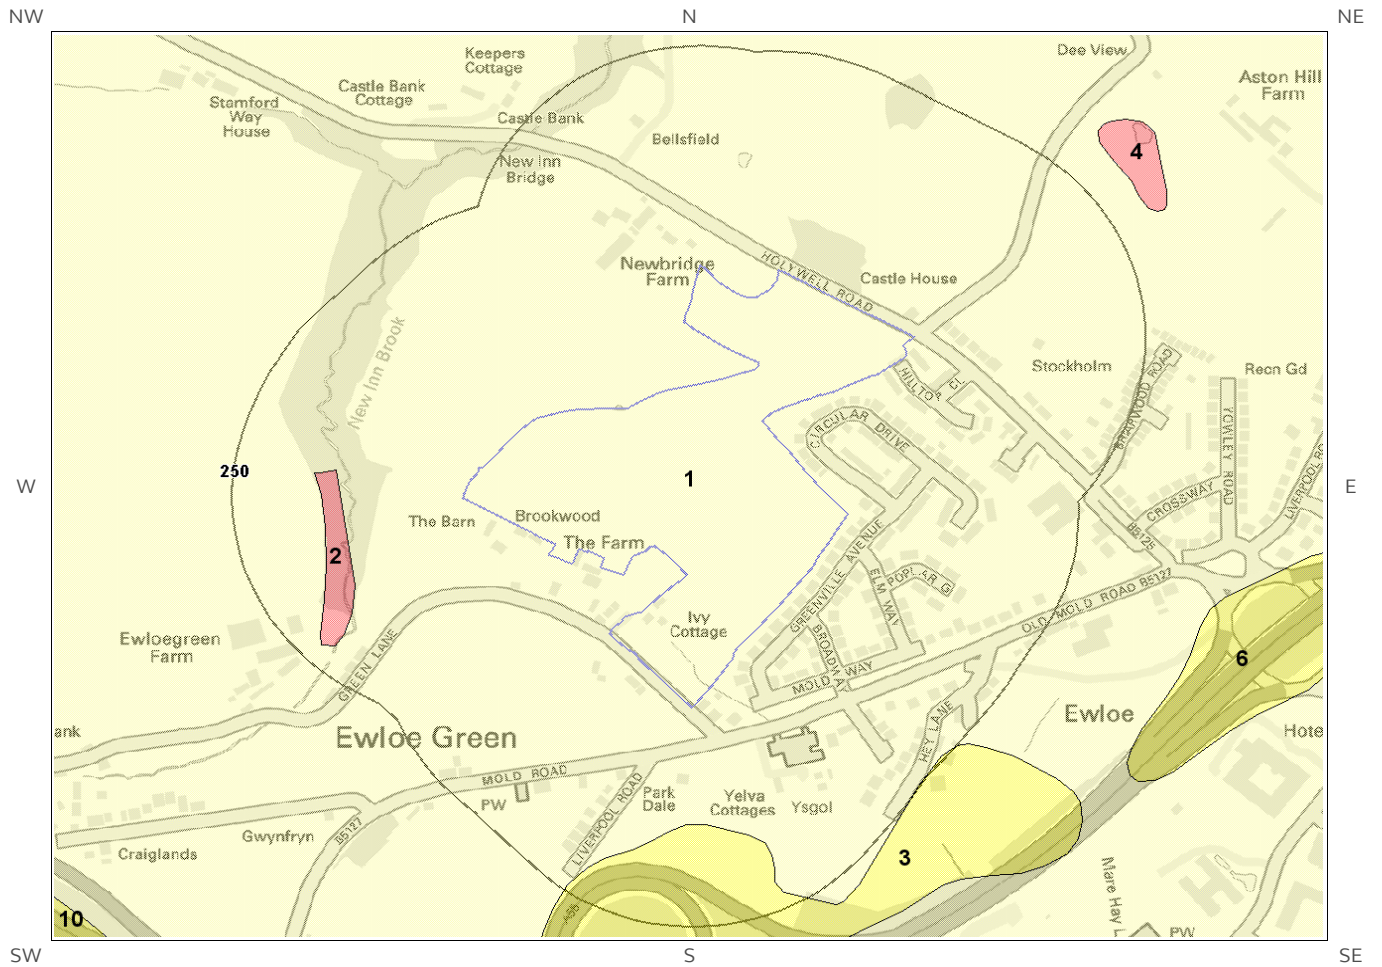 NW
N
NE
Dee View
Keepers
Cottage
Castle Bank
Cottage
Stamford
Way
House
Aston Hill
Farm
Castle Bank
Bellsfield
4
New Inn
Bridge
Newbridge
Farm
HOLYWELL ROAD
Castle House
New Inn Brook
Stockholm
Recn Gd
HILLTOP
CL
BRIARWOOD ROAD
CIRCULAR DRIVE
YOWLEY ROAD
LIVERPOOL RO
250
1
W
E
CROSSWAY
The Barn
Brookwood
The Farm
B5125
GREENVILLE AVENUE
2
POPLAR G
ELM WAY
OLD MOLD ROAD B5127
Ivy
Cottage
Ewloegreen
Farm
GREEN LANE
BROADWAY
MOLD WAY
6
ank
Ewloe Green
HEY LANE
Ewloe
Hote
MOLD ROAD
PW
LIVERPOOL ROAD
Park
Dale
Yelva
Cottages
Ysgol
Gwynfryn
B5127
Craiglands
3
Mare Hay L
10
PW
SW
S
SE